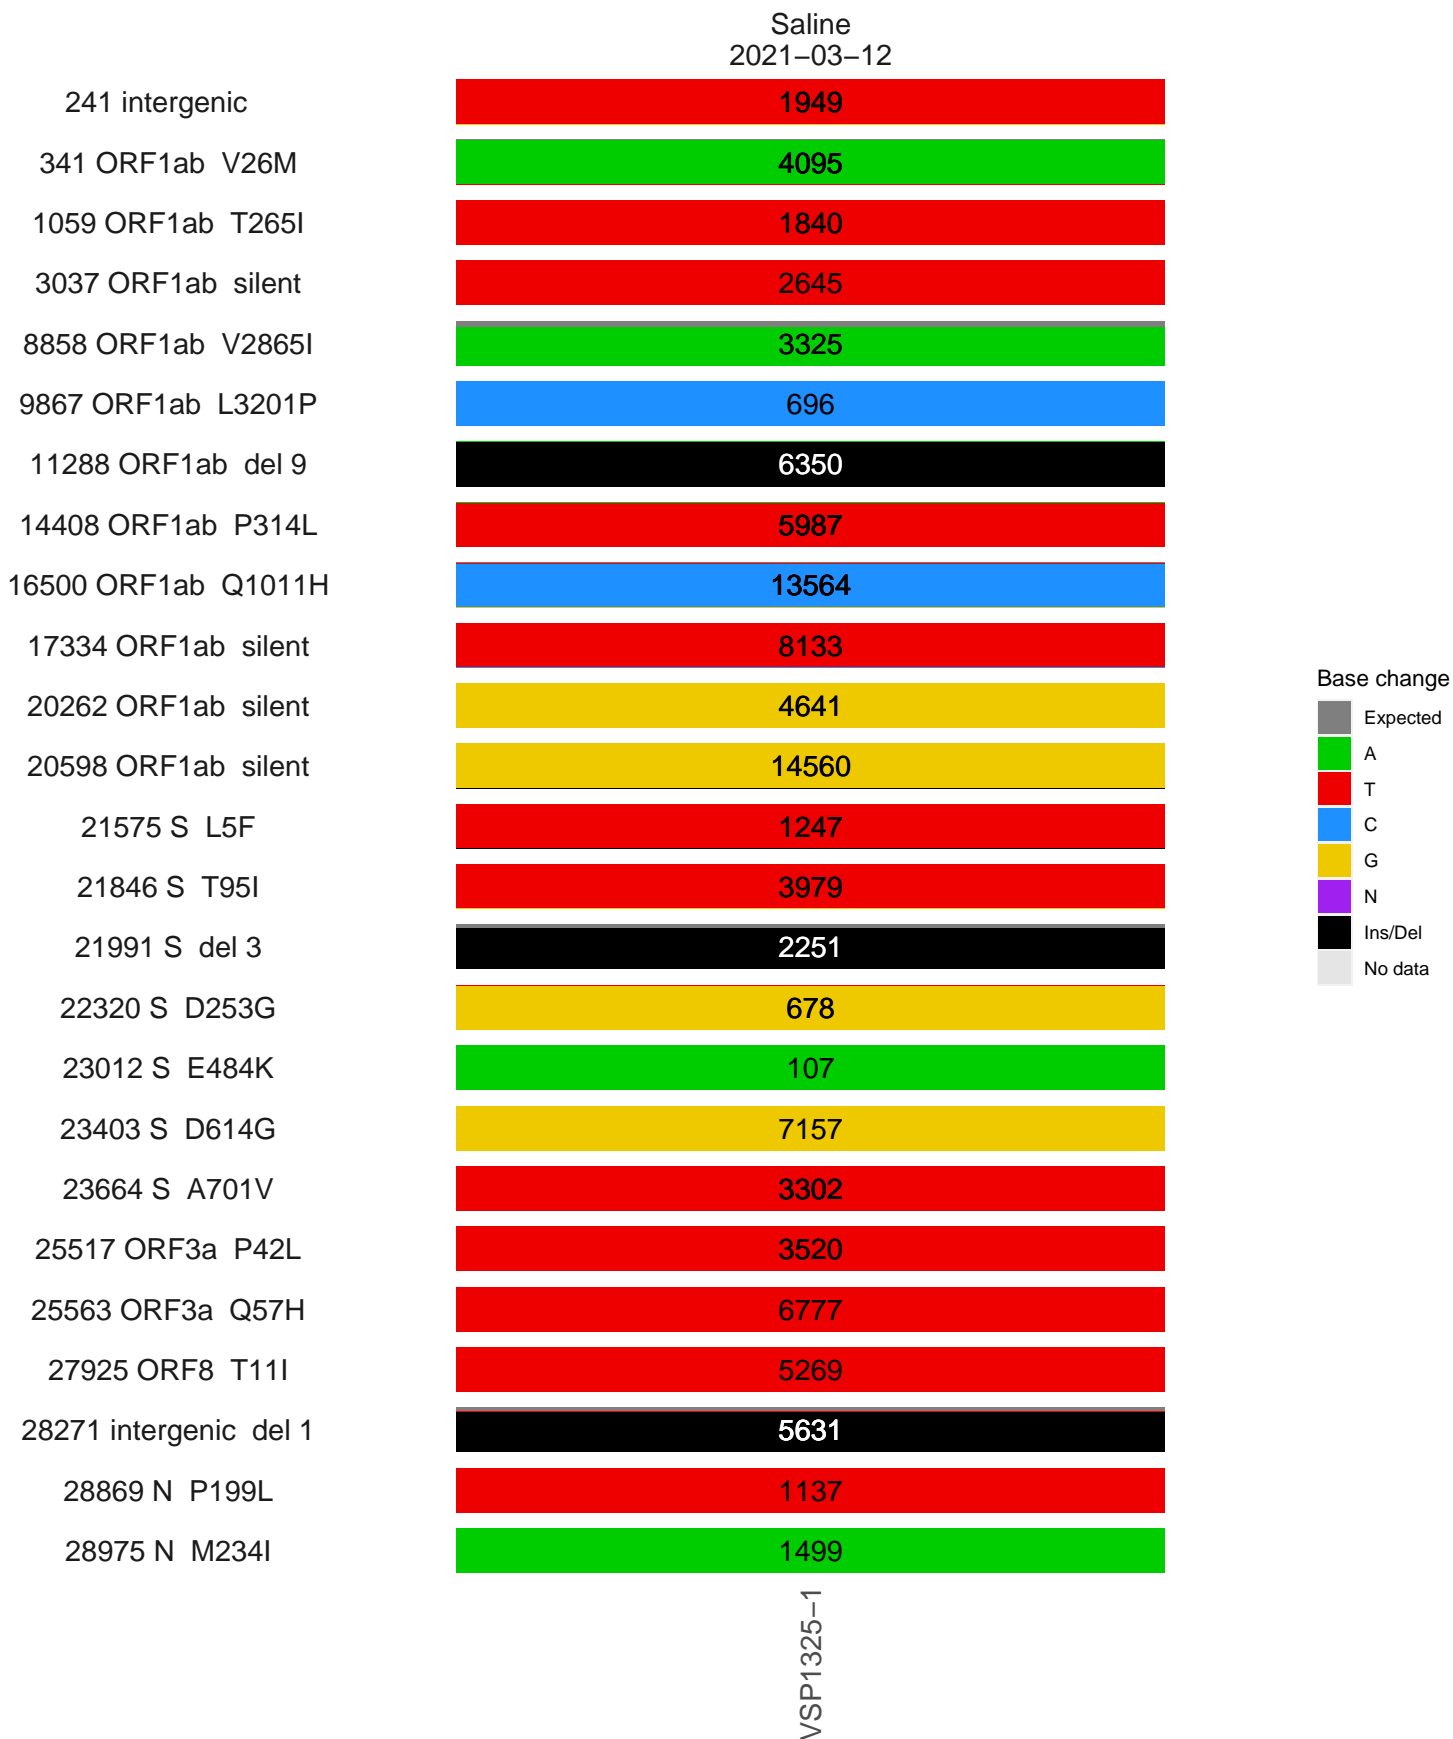 Saline
2021−03−12
241 intergenic 1949
341 ORF1ab V26M 4095
1059 ORF1ab T265I 1840
3037 ORF1ab silent 2645
8858 ORF1ab V2865I 3325
9867 ORF1ab L3201P 696
11288 ORF1ab del 9 6350
14408 ORF1ab P314L 5987
16500 ORF1ab Q1011H 13564
17334 ORF1ab silent 8133
20262 ORF1ab silent 4641
20598 ORF1ab silent 14560
21575 S L5F 1247
21846 S T95I 3979
21991 S del 3 2251
22320 S D253G 678
23012 S E484K 107
23403 S D614G 7157
23664 S A701V 3302
25517 ORF3a P42L 3520
25563 ORF3a Q57H 6777
27925 ORF8 T11I 5269
28271 intergenic del 1 5631
28869 N P199L 1137
28975 N M234I 1499
VSP1325−1
Base change
Expected
A
T
C
G
N
Ins/Del
No data